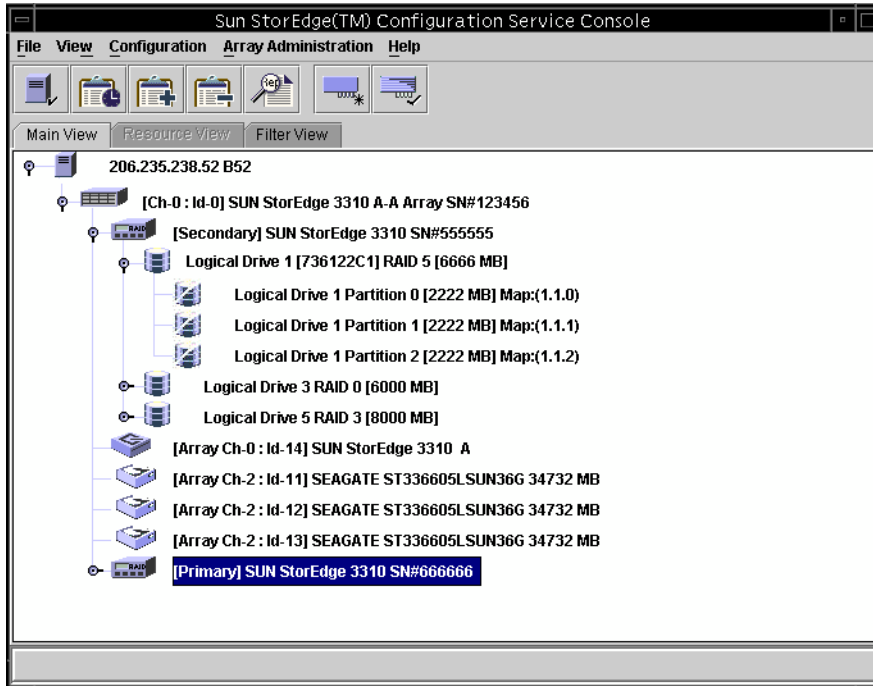 Sun StorEdge(TM) Configuration Service Console
File View Configuration Array Administration Help
rep
Main View Resource View Filter View
206.235.238.52 B52
[Ch-0 : Id-0] SUN StorEdge 3310 A-A Array SN#123456
RAID [Secondary] SUN StorEdge 3310 SN#555555
Logical Drive 1 [736122C1] RAID 5 [6666 MB]
Logical Drive 1 Partition 0 [2222 MB] Map:(1.1.0)
Logical Drive 1 Partition 1 [2222 MB] Map:(1.1.1)
Logical Drive 1 Partition 2 [2222 MB] Map:(1.1.2)
Logical Drive 3 RAID 0 [6000 MB]
Logical Drive 5 RAID 3 [8000 MB]
[Array Ch-0 : Id-14] SUN StorEdge 3310 A
[Array Ch-2 : Id-11] SEAGATE ST336605LSUN36G 34732 MB
[Array Ch-2 : Id-12] SEAGATE ST336605LSUN36G 34732 MB
[Array Ch-2 : Id-13] SEAGATE ST336605LSUN36G 34732 MB
RAID [Primary] SUN StorEdge 3310 SN#666666